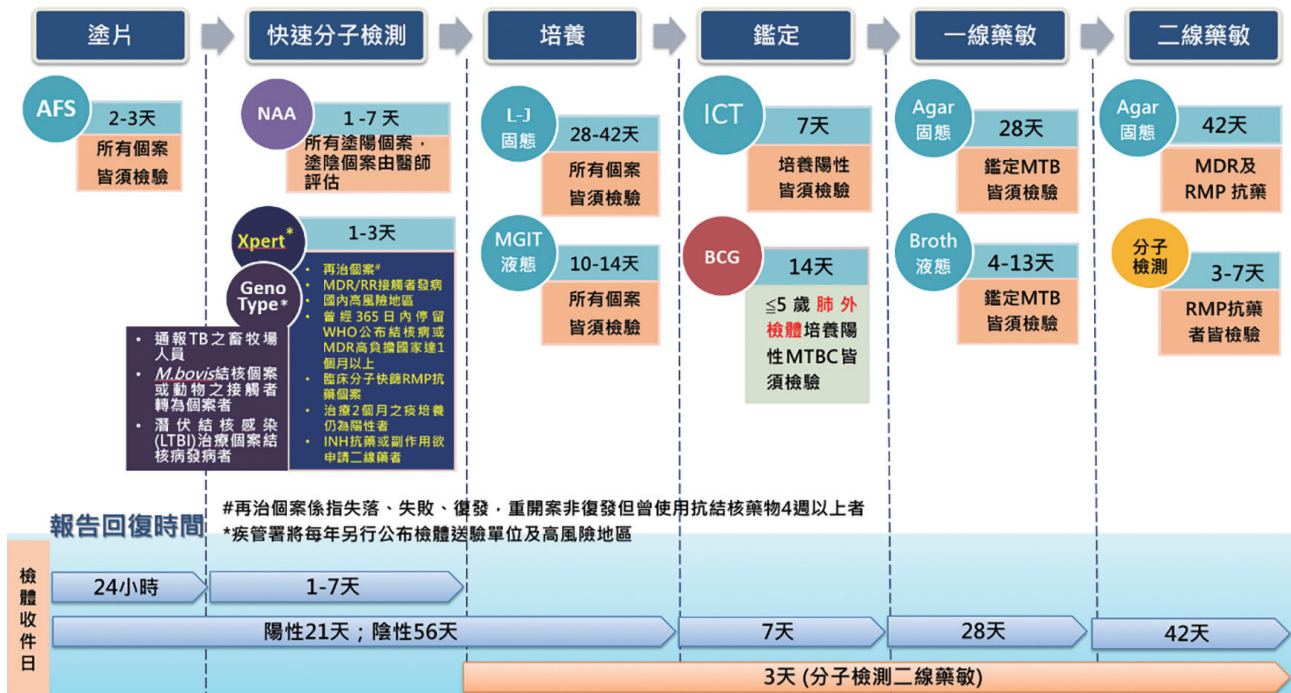 塗片
快速分子檢測
培養
鑑定
一線藥敏
二線藥敏
AFS
2-3天
所有個案
皆須檢驗
NAA
1 -7天
所有塗陽個案，
塗陰個案由醫師
評估
Xpert*
1-3天
Geno
Type*
• 再治個案#
• MDR/RR接觸者發病
• 國內高風險地區
• 曾經365日內停留
WHO公布結核病或
MDR高負擔國家達1
個月以上
• 臨床分子快篩RMP抗
藥個案
• 治療2個月之痰培養
仍為陽性者
• INH抗藥或副作用欲
申請二線藥者
• 通報TB之畜牧場
人員
• M.bovis結核個案
或動物之接觸者
轉為個案者
• 潛伏結核感染
(LTBI)治療個案結
核病發病者
L-J
固態
28-42天
所有個案
皆須檢驗
MGIT
液態
10-14天
所有個案
皆須檢驗
ICT
7天
培養陽性
皆須檢驗
BCG
14天
≦5 歲 肺外
檢體培養陽
性MTBC皆
須檢驗
Agar
固態
28天
鑑定MTB
皆須檢驗
Broth
液態
4-13天
鑑定MTB
皆須檢驗
Agar
固態
42天
MDR及
RMP 抗藥
分子
檢測
3-7天
RMP抗藥
者皆檢驗
#再治個案係指失落、失敗、復發，重開案非復發但曾使用抗結核藥物4週以上者
*疾管署將每年另行公布檢體送驗單位及高風險地區
報告回復時間
檢體收件日
24小時
1-7天
陽性21天；陰性56天
7天
28天
42天
3天 (分子檢測二線藥敏)